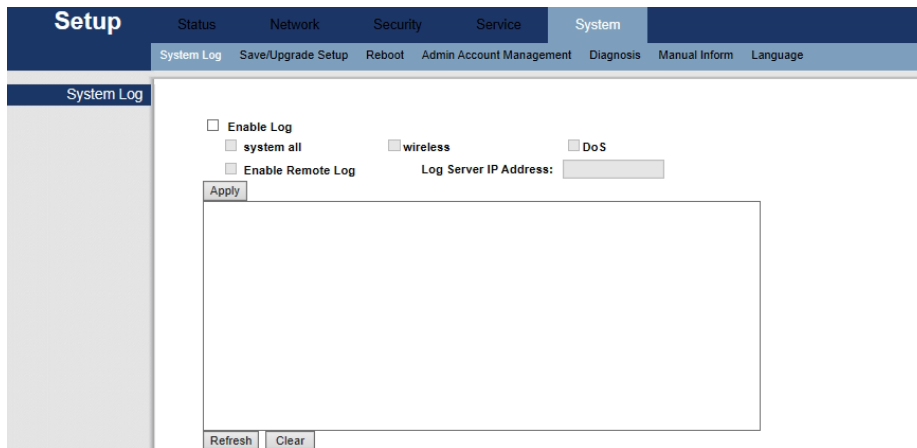 Setup Status Network Security Service System
System Log Save/Upgrade Setup Reboot Admin Account Management Diagnosis Manual Inform Language
System Log
Enable Log
system all wireless DoS
Enable Remote Log Log Server IP Address:
Apply
Refresh Clear